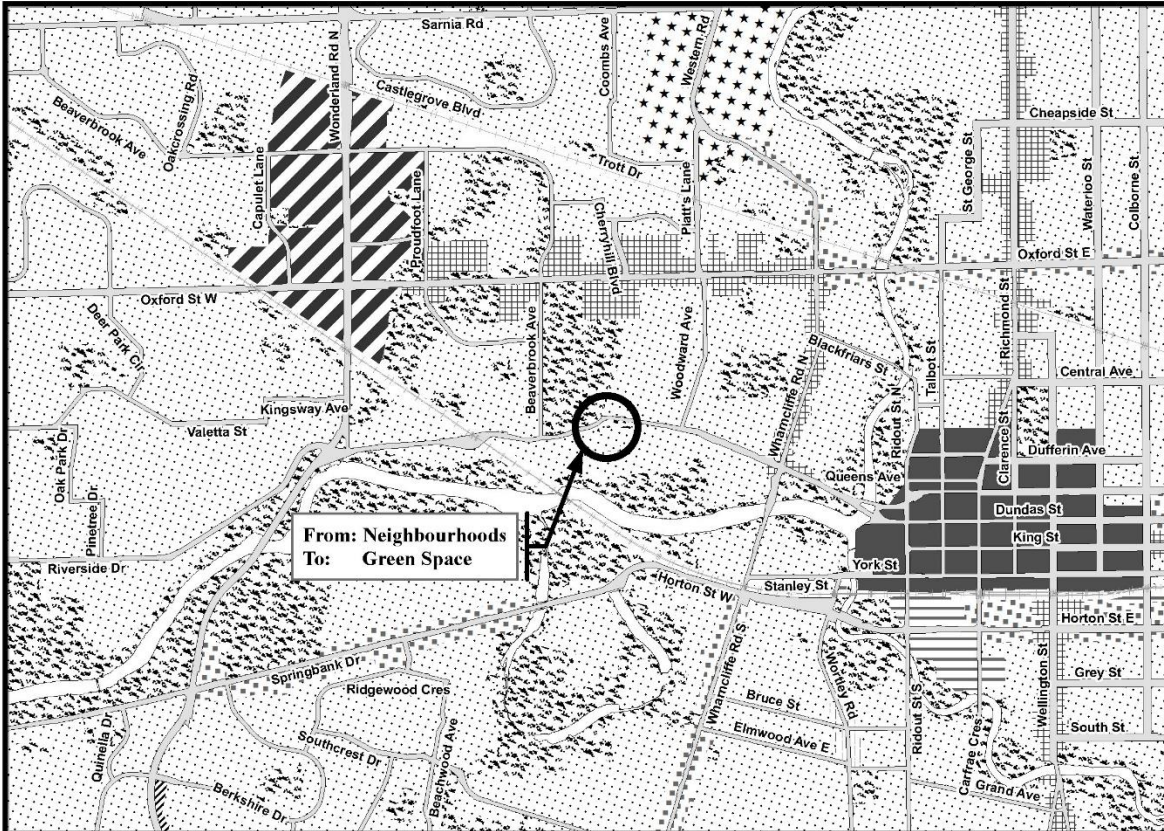 Sarnia Rd
Wonderland Rd N
Coombs Ave
Western Rd
Oakcrossing Rd
Beaverbrook Ave
Castlegrove Blvd
Cheapside St
St George St
Waterloo St
Colborne St
Trott Dr
Capulet Lane
Proudfoot Lane
Cherryhill Blvd
Platt's Lane
Oxford St E
Oxford St W
Richmond St
Deer Park Cir
Beaverbrook Ave
Woodward Ave
Blackfriars St
Talbot St
Central Ave
Wharncliffe Rd N
Ridout St N
Kingsway Ave
Valetta St
Clarence St
Oak Park Dr
Dufferin Ave
Queens Ave
Pinetree Dr
Dundas St
From: Neighbourhoods
To: Green Space
King St
Riverside Dr
York St
Horton St W
Stanley St
Horton St E
Springbank Dr
Wharncliffe Rd S
Wortley Rd
Ridout St S
Wellington St
Grey St
Ridgewood Cres
Bruce St
Carfrae Cres
South St
Quinella Dr
Southcrest Dr
Beachwood Ave
Elmwood Ave E
Berkshire Dr
Grand Ave